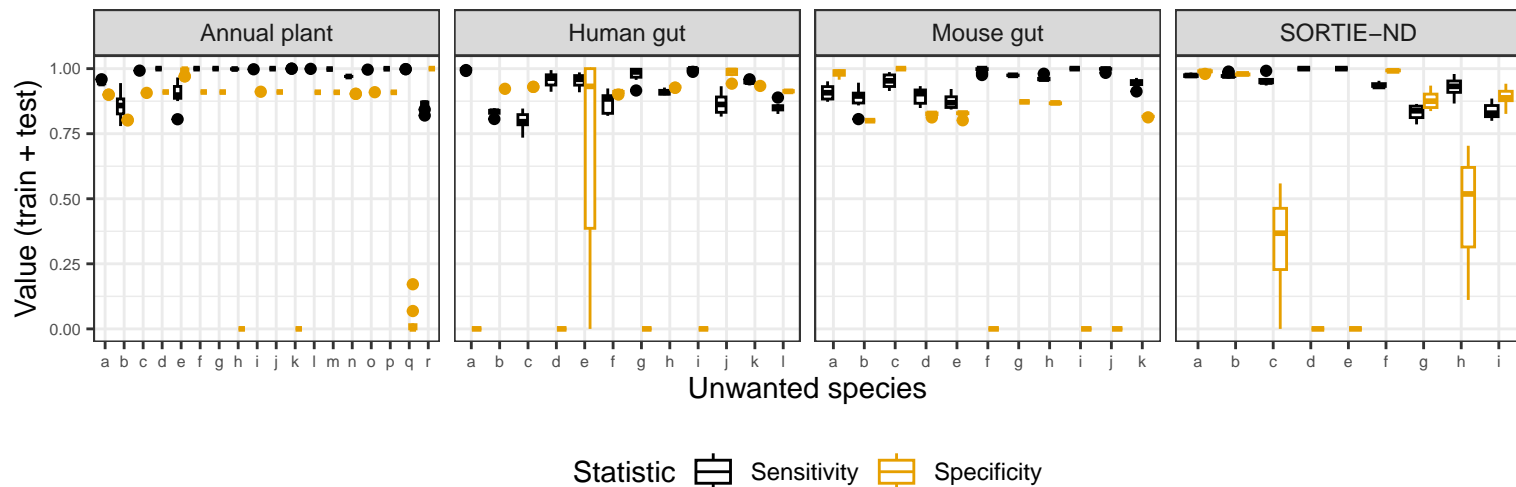 Annual plant Human gut Mouse gut SORTIE−ND
Value (train + test)
1.00
0.75
0.50
0.25
0.00
a b c d e f g h i j k l m n o p q r a b c d e f g h i j k l a b c d e f g h i j k a b c d e f g h i
Unwanted species
Statistic Sensitivity Specificity